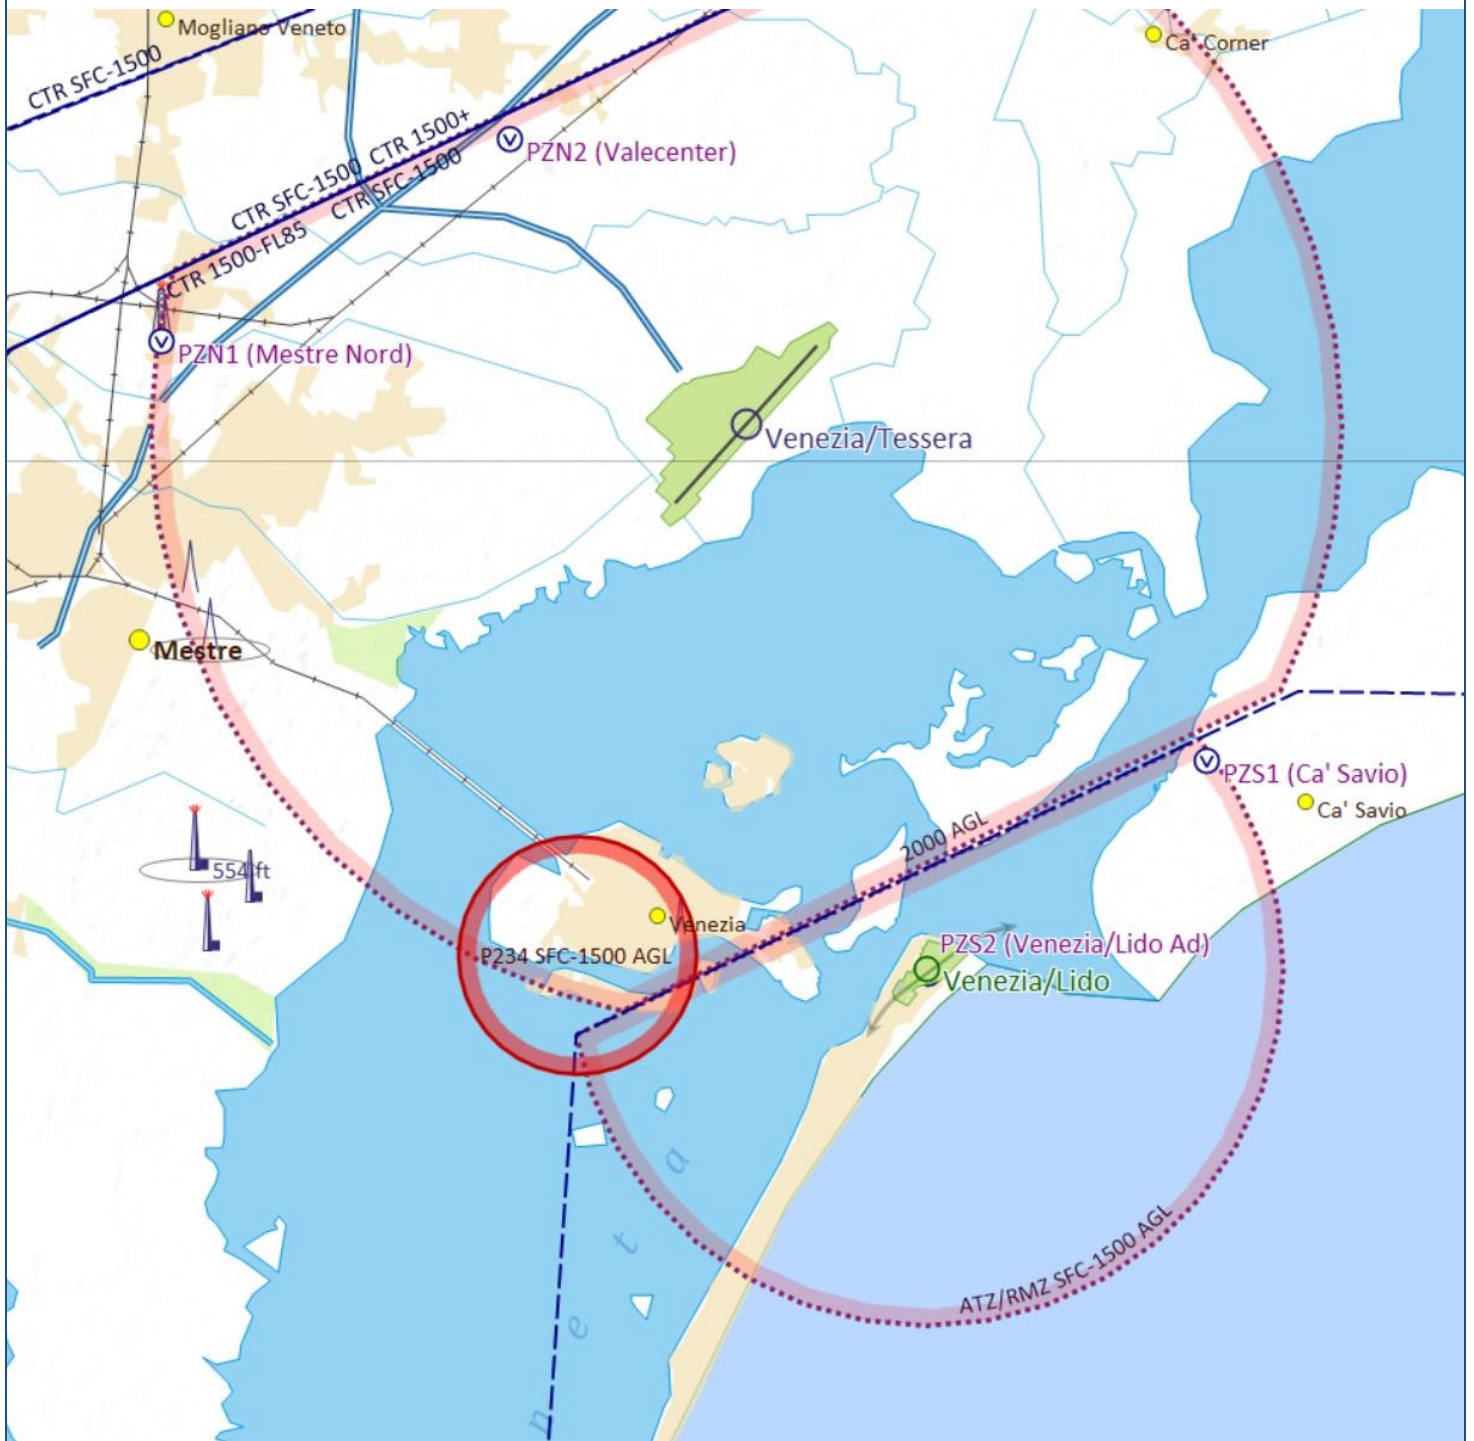 Mogliano Veneto
Ca' Corner
CTR SFC-1500
CTR 1500+
CTR SFC-1500
CTR SFC-1500
CTR 1500-FL85
PZN2 (Valecenter)
PZN1 (Mestre Nord)
Venezia/Tessera
Mestre
PZS1 (Ca' Savio)
Ca' Savio
2000 AGL
554 ft
Venezia
P234 SFC-1500 AGL
PZS2 (Venezia/Lido Ad)
Venezia/Lido
ATZ/RMZ SFC-1500 AGL
n e t a